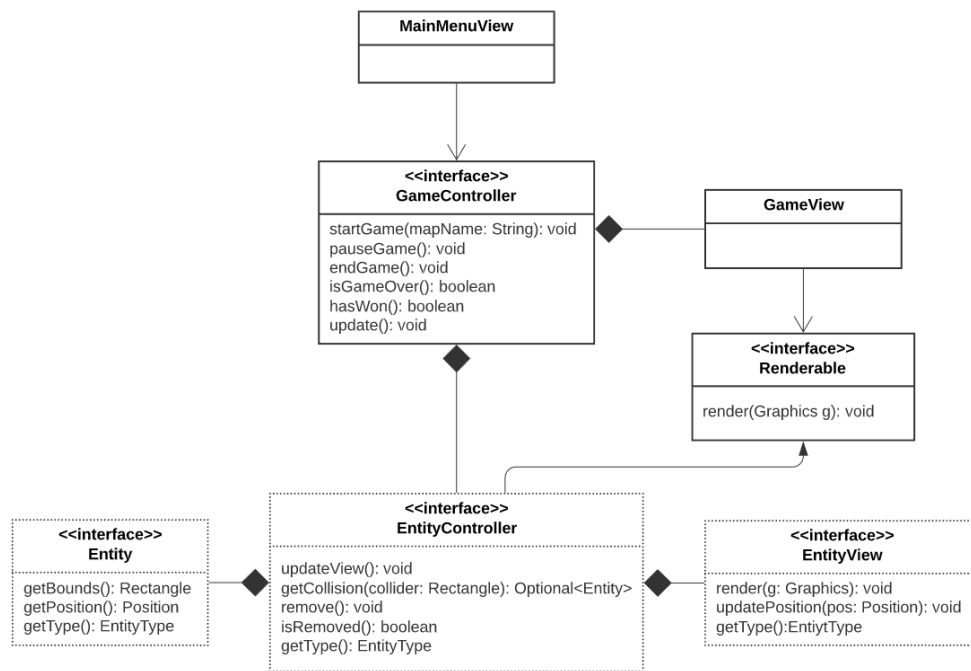 MainMenuView
<<interface>>
GameController
startGame(mapName: String): void
pauseGame(): void
endGame(): void
isGameOver(): boolean
hasWon(): boolean
update(): void
GameView
<<interface>>
Renderable
render(Graphics g): void
<<interface>>
Entity
getBounds(): Rectangle
getPosition(): Position
getType(): EntityType
<<interface>>
EntityController
updateView(): void
getCollision(collider: Rectangle): Optional<Entity>
remove(): void
isRemoved(): boolean
getType(): EntityType
<<interface>>
EntityView
render(g: Graphics): void
updatePosition(pos: Position): void
getType():EntiytType